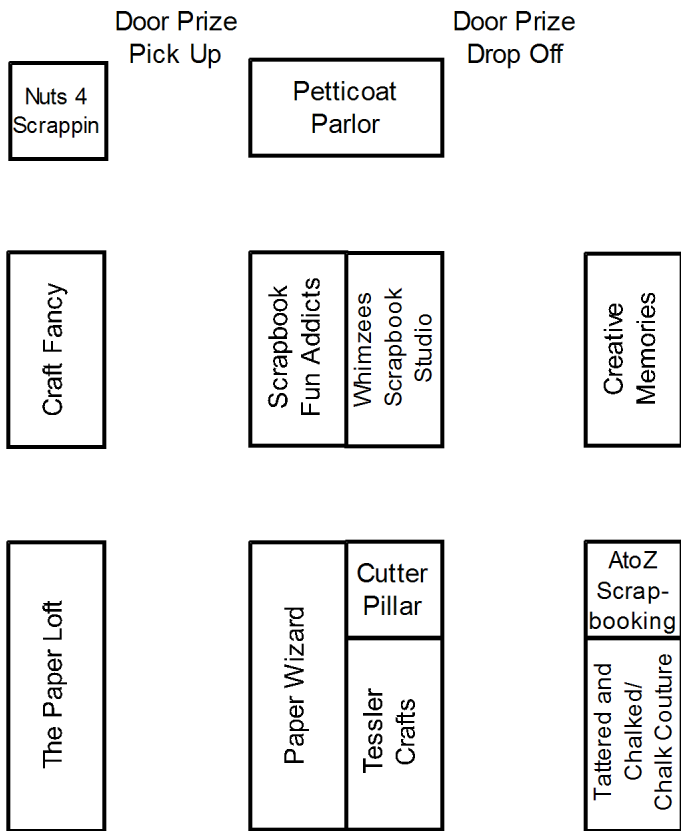 Door Prize
Pick Up
Door Prize
Drop Off
Nuts 4
Scrappin
Petticoat
Parlor
Craft Fancy
Scrapbook
Fun Addicts
Whimzees
Scrapbook
Studio
Creative
Memories
The Paper Loft
Paper Wizard
Cutter
Pillar
Tessler
Crafts
AtoZ
Scrap-
booking
Tattered and
Chalked/
Chalk Couture